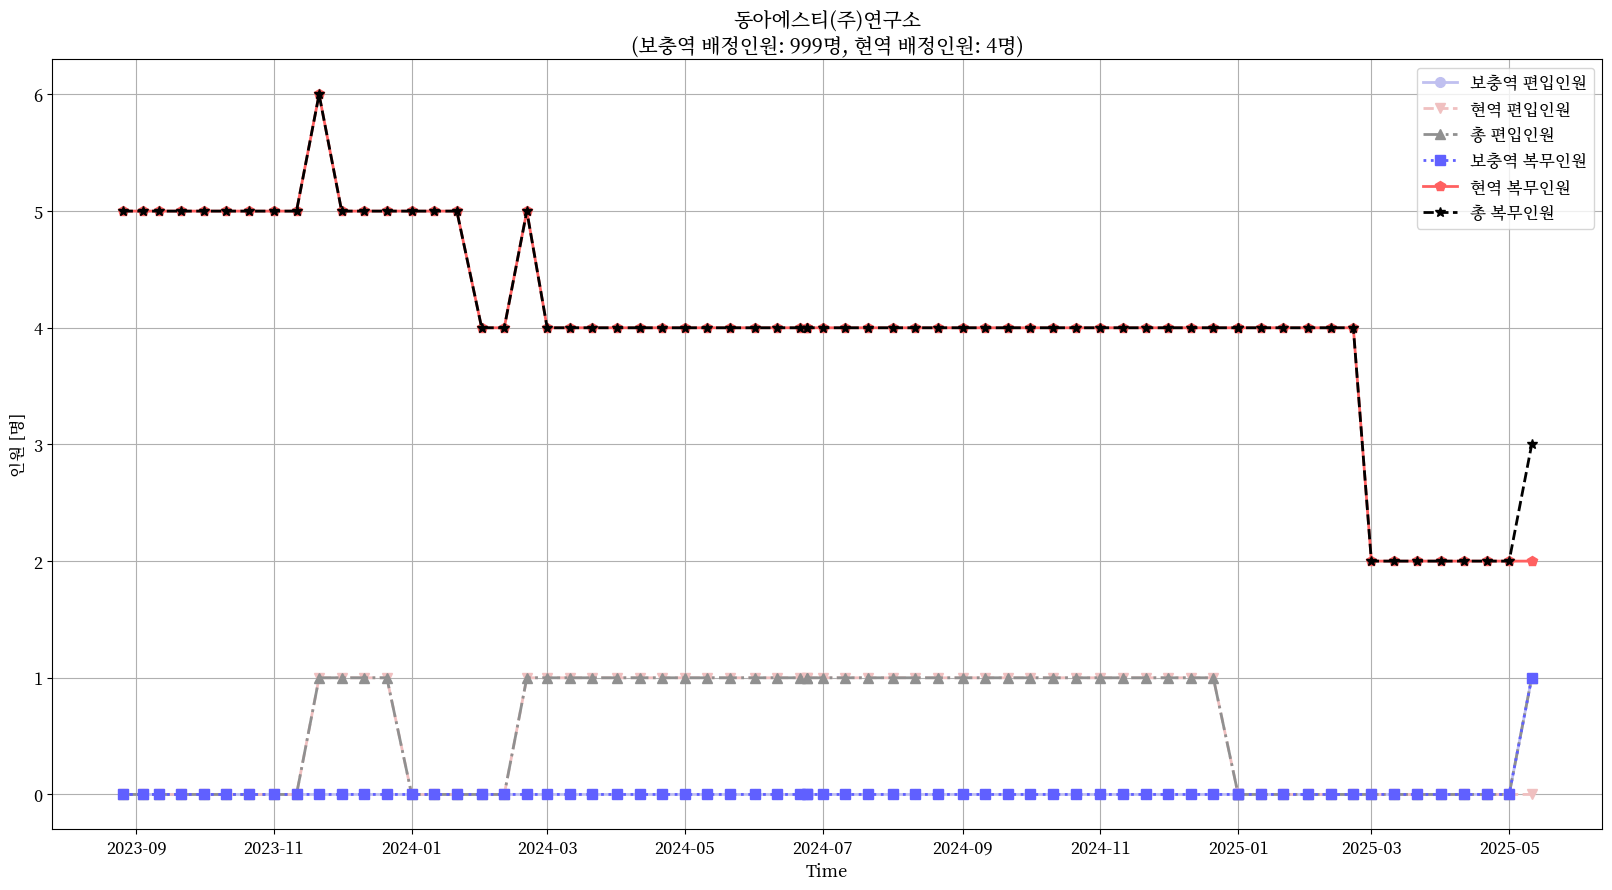 동아에스티(주)연구소
(보충역 배정인원: 999명, 현역 배정인원: 4명)
보충역 편입인원
현역 편입인원
총 편입인원
보충역 복무인원
현역 복무인원
총 복무인원
인원 [명]
6
5
4
3
2
1
0
2023-09
2023-11
2024-01
2024-03
2024-05
2024-07
2024-09
2024-11
2025-01
2025-03
2025-05
Time